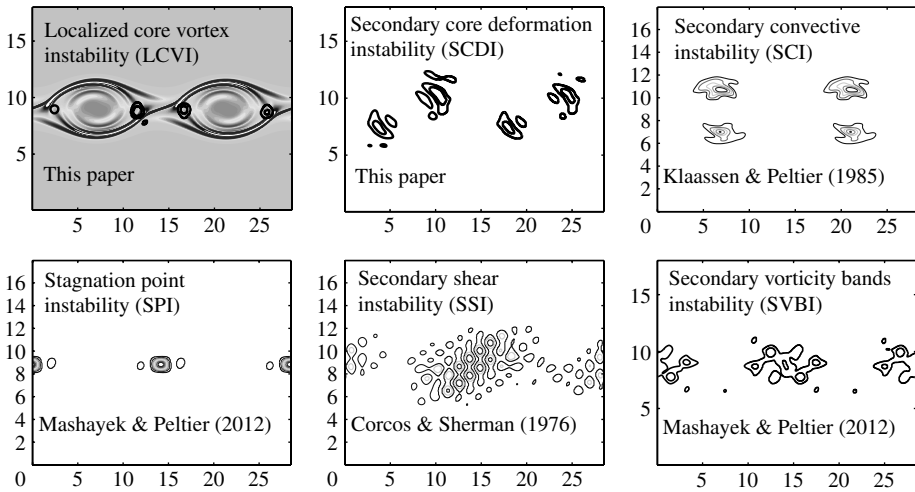 Localized core vortex
instability (LCVI)
This paper
15
10
5
5 10 15 20 25
Secondary core deformation
instability (SCDI)
This paper
15
10
5
5 10 15 20 25
Secondary convective
instability (SCI)
Klaassen & Peltier (1985)
16
14
12
10
8
6
4
2
0
5 10 15 20 25
Stagnation point
instability (SPI)
Mashayek & Peltier (2012)
16
14
12
10
8
6
4
2
0
5 10 15 20 25
Secondary shear
instability (SSI)
Corcos & Sherman (1976)
16
14
12
10
8
6
4
2
0
5 10 15 20 25
Secondary vorticity bands
instability (SVBI)
Mashayek & Peltier (2012)
15
10
5
5 10 15 20 25